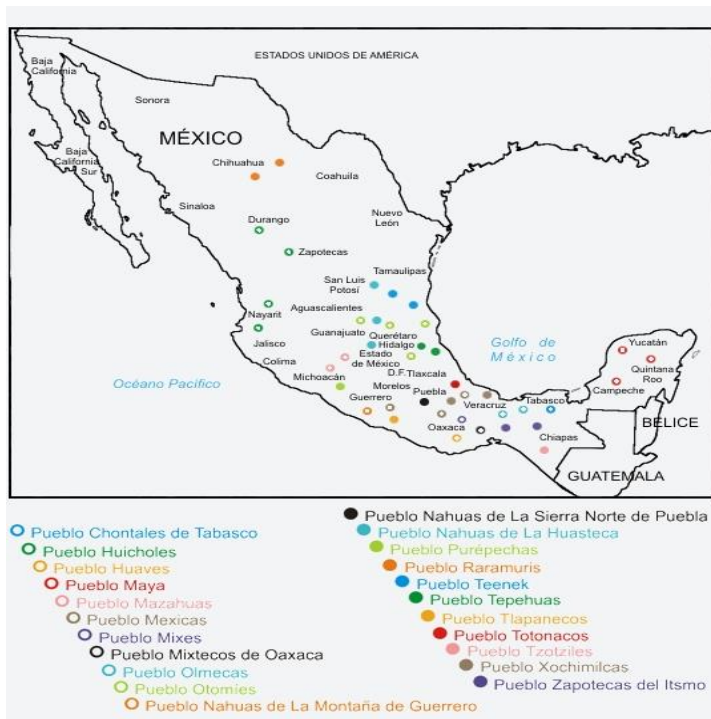 ESTADOS UNIDOS DE AMÉRICA
Baja
California
Sonora
MÉXICO
Baja
California
Sur
Chihuahua
Coahuila
Sinaloa
Nuevo
León
Durango
Zapotecas
Tamaulipas
San Luis
Potosí
Aguascalientes
Nayarit
Guanajuato
Querétaro
Hidalgo
Jalisco
Estado
de México
Colima
D.F.
Tlaxcala
Michoacán
Morelos
Puebla
Guerrero
Veracruz
Tabasco
Oaxaca
Chiapas
Golfo de
México
Yucatán
Quintana
Roo
Campeche
Océano Pacífico
BÉLICE
GUATEMALA
Pueblo Chontales de Tabasco
Pueblo Huicholes
Pueblo Huaves
Pueblo Maya
Pueblo Mazahuas
Pueblo Mexicas
Pueblo Mixes
Pueblo Mixtecos de Oaxaca
Pueblo Olmecas
Pueblo Otomíes
Pueblo Nahuas de La Montaña de Guerrero
Pueblo Nahuas de La Sierra Norte de Puebla
Pueblo Nahuas de La Huasteca
Pueblo Purépechas
Pueblo Raramuris
Pueblo Teenek
Pueblo Tepehuas
Pueblo Tlapanecos
Pueblo Totonacos
Pueblo Tzotziles
Pueblo Xochimilcas
Pueblo Zapotecas del Itsmo